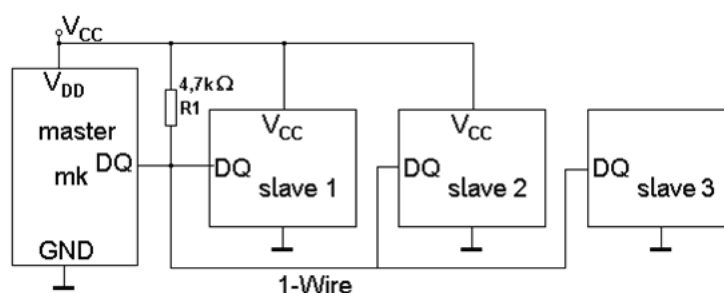 VCC
VDD
master
mk
DQ
GND
4,7kΩ
R1
VCC
DQ
slave 1
VCC
DQ
slave 2
DQ
slave 3
1-Wire